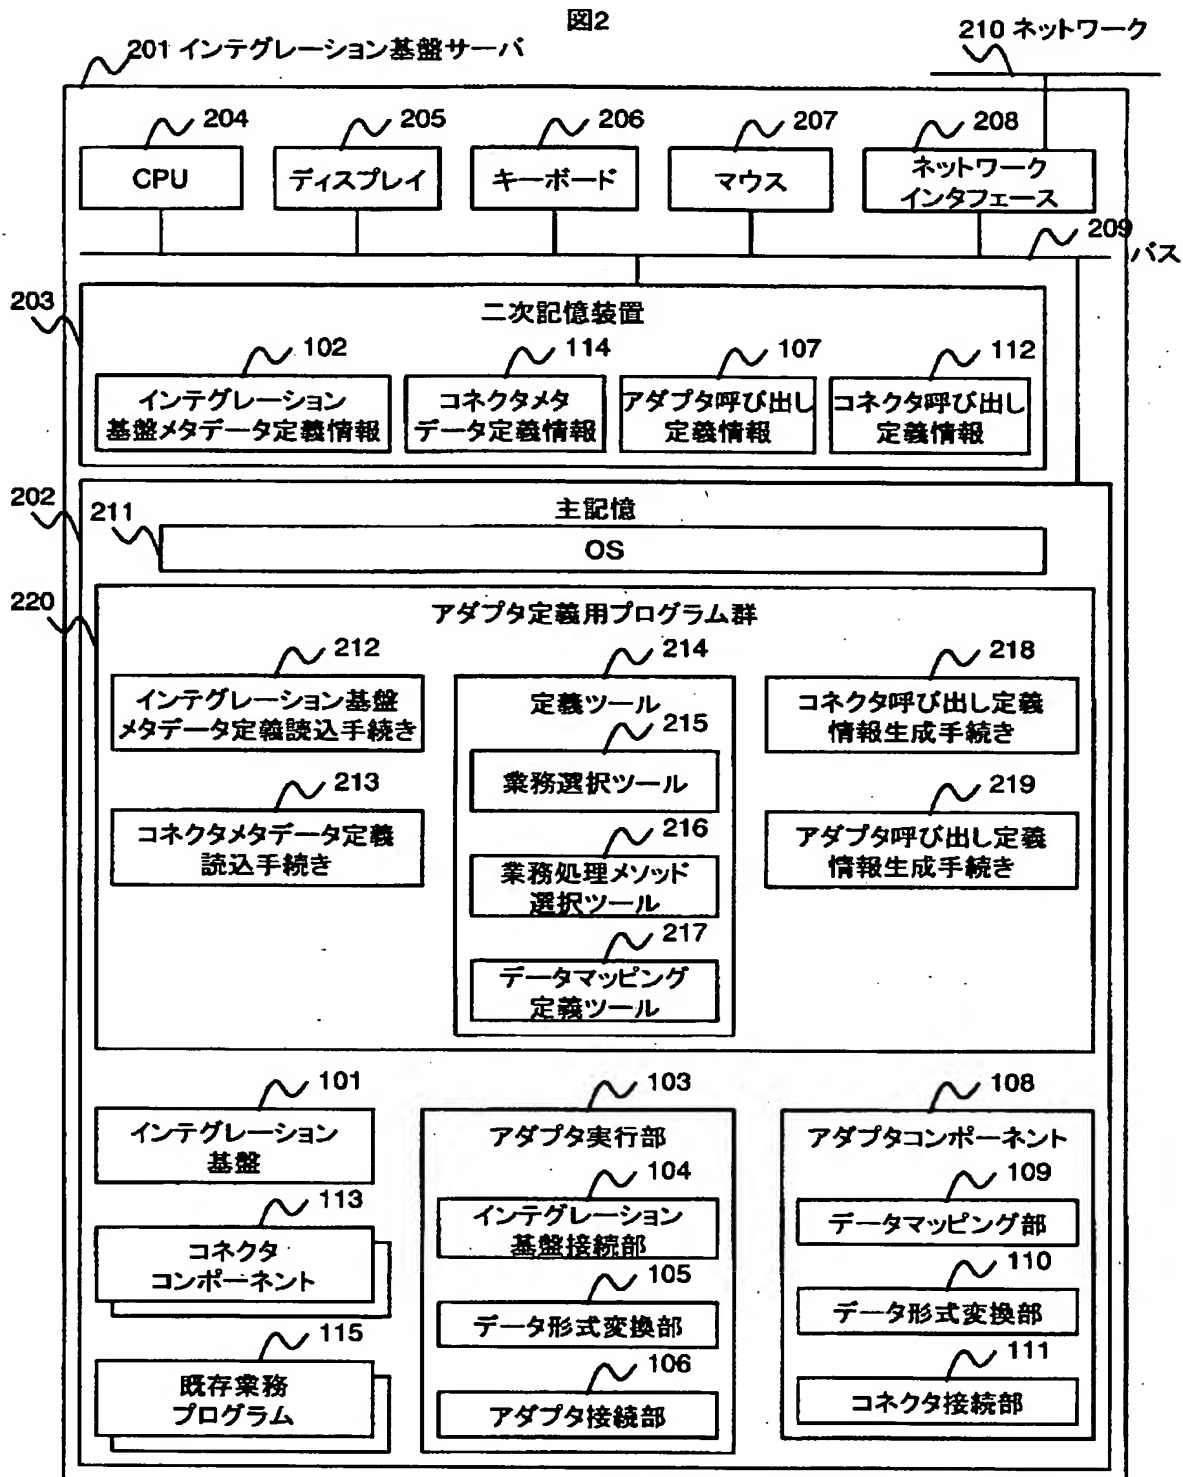 図2
201 インテグレーション基盤サーバ
210 ネットワーク
204
205
206
207
208
CPU
ディスプレイ
キーボード
マウス
ネットワーク
インタフェース
209
バス
203
二次記憶装置
102
114
107
112
インテグレーション
基盤メタデータ定義情報
コネクタメタ
データ定義情報
アダプタ呼び出し
定義情報
コネクタ呼び出し
定義情報
202
主記憶
211
OS
220
アダプタ定義用プログラム群
212
インテグレーション基盤
メタデータ定義読込手続き
213
コネクタメタデータ定義
読込手続き
214
定義ツール
215
業務選択ツール
216
業務処理メソッド
選択ツール
217
データマッピング
定義ツール
218
コネクタ呼び出し定義
情報生成手続き
219
アダプタ呼び出し定義
情報生成手続き
101
インテグレーション
基盤
113
コネクタ
コンポーネント
115
既存業務
プログラム
103
アダプタ実行部
104
インテグレーション
基盤接続部
105
データ形式変換部
106
アダプタ接続部
108
アダプタコンポーネント
109
データマッピング部
110
データ形式変換部
111
コネクタ接続部